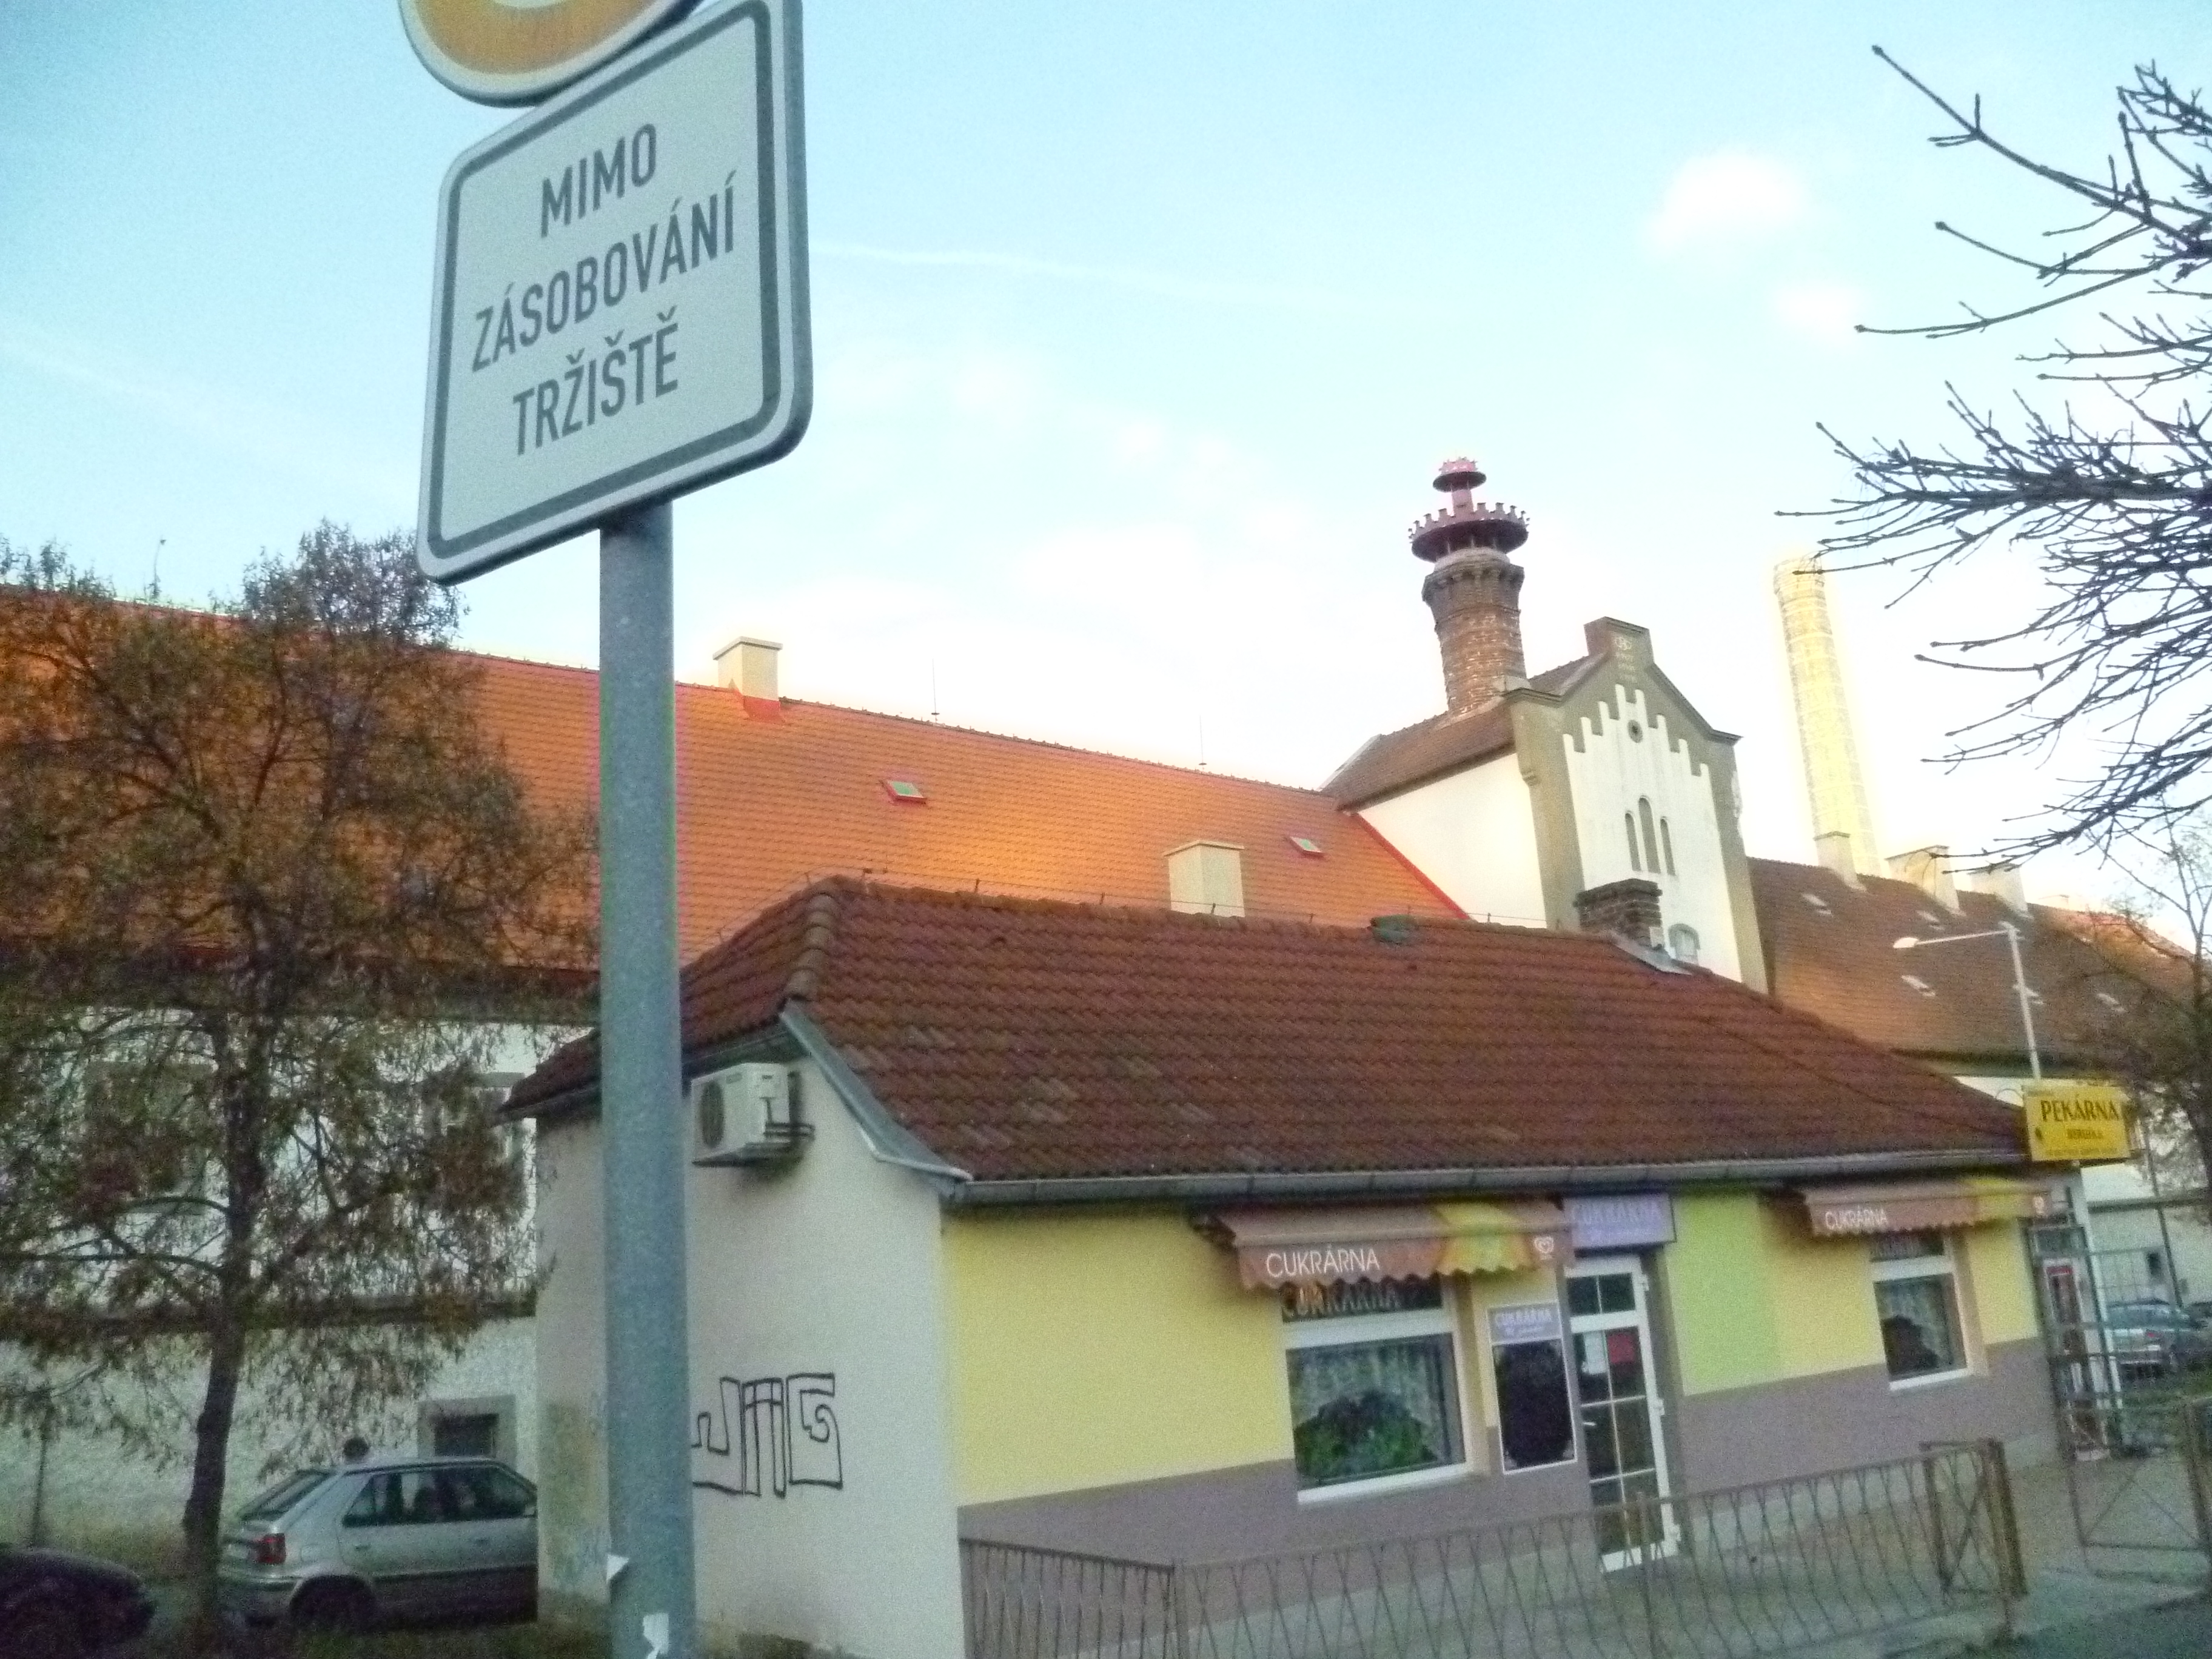 MIMO
ZÁSOBOVÁNÍ
TRŽIŠTĚ
PEKÁRNA
CUKRÁRNA
CUKRÁRNA
CUKRÁRNA
CUKRÁRNA
CUKRÁRNA